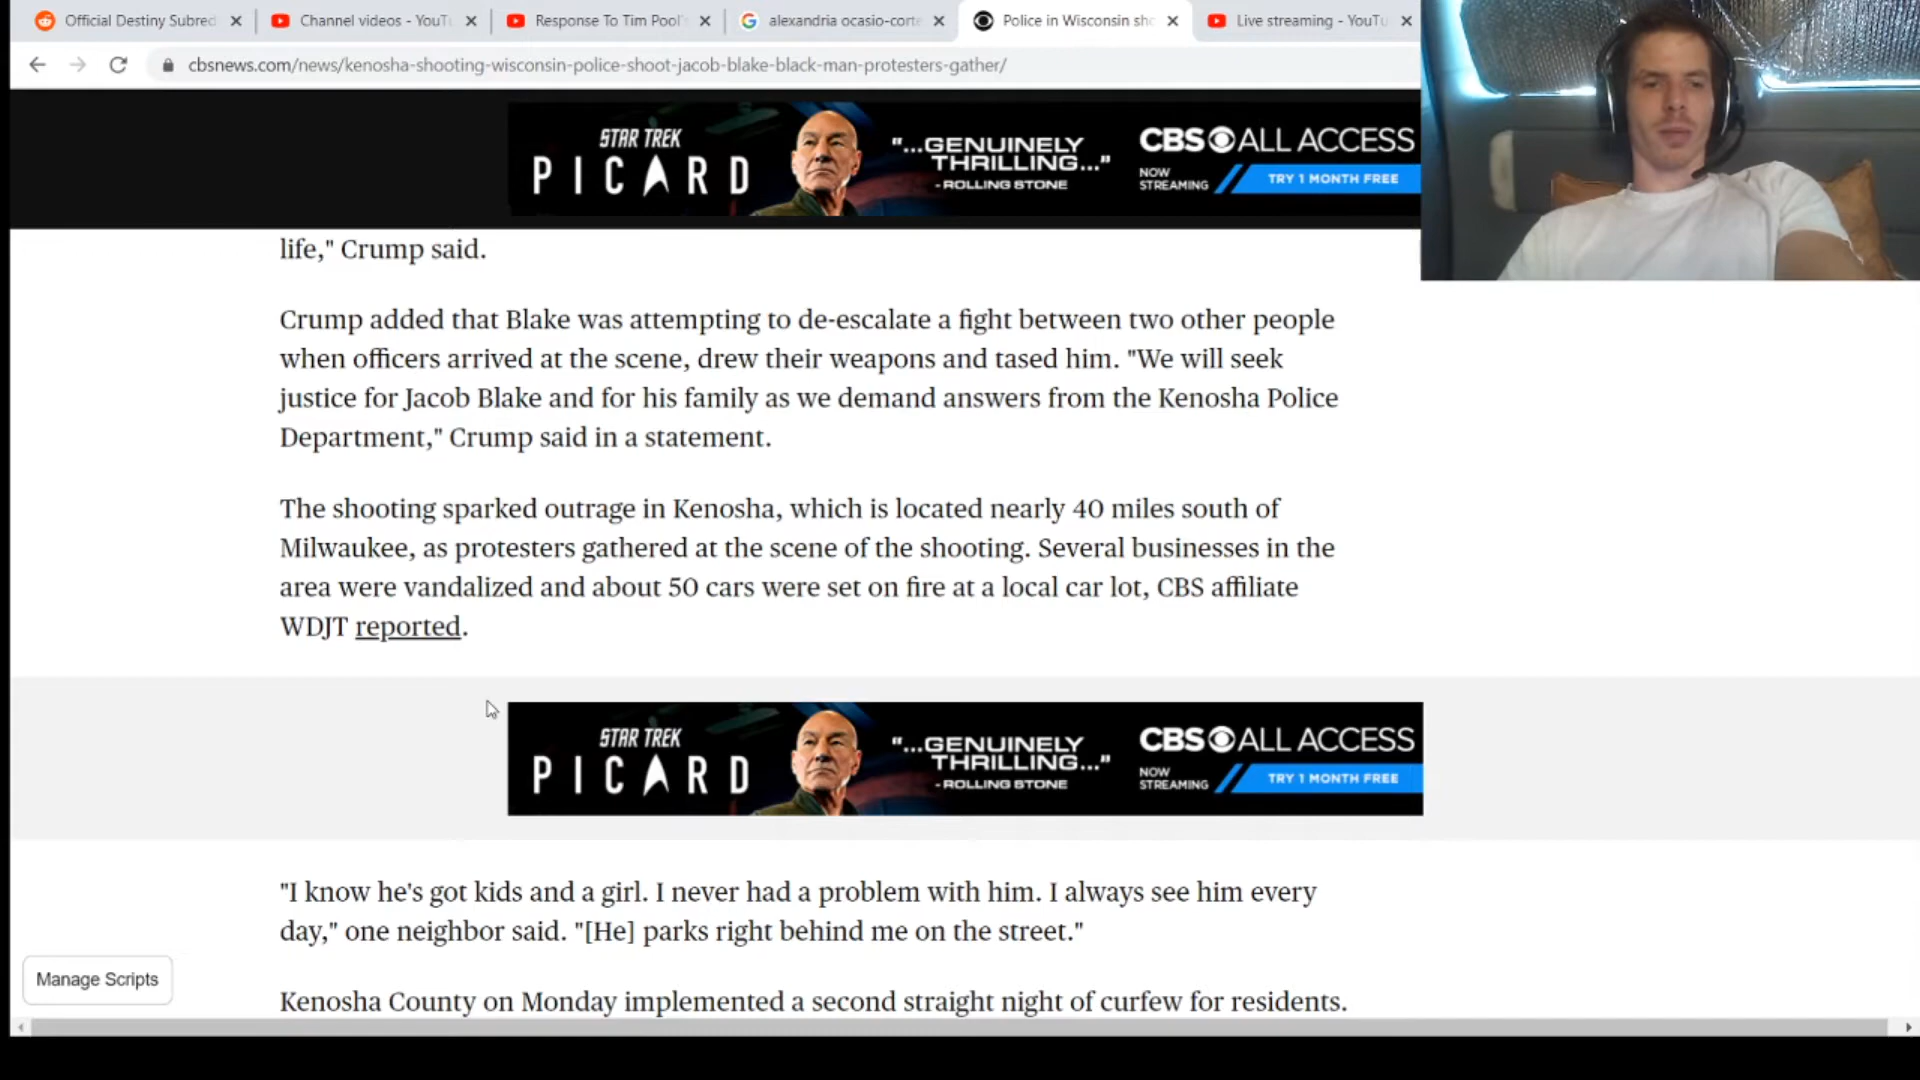 Official Destiny Subred
Channel videos - YouTu
Response To Tim Pool's
alexandria ocasio-corte
Police in Wisconsin sho
Live streaming - YouTu
cbsnews.com/news/kenosha-shooting-wisconsin-police-shoot-jacob-blake-black-man-protesters-gather/
STAR TREK
PICARD
"...GENUINELY
THRILLING..."
-ROLLING STONE
CBS ALL ACCESS
NOW
STREAMING
TRY 1 MONTH FREE
life," Crump said.
Crump added that Blake was attempting to de-escalate a fight between two other people
when officers arrived at the scene, drew their weapons and tased him. "We will seek
justice for Jacob Blake and for his family as we demand answers from the Kenosha Police
Department," Crump said in a statement.
The shooting sparked outrage in Kenosha, which is located nearly 40 miles south of
Milwaukee, as protesters gathered at the scene of the shooting. Several businesses in the
area were vandalized and about 50 cars were set on fire at a local car lot, CBS affiliate
WDJT reported.
STAR TREK
PICARD
"...GENUINELY
THRILLING..."
-ROLLING STONE
CBS ALL ACCESS
NOW
STREAMING
TRY 1 MONTH FREE
"I know he's got kids and a girl. I never had a problem with him. I always see him every
day," one neighbor said. "[He] parks right behind me on the street."
Manage Scripts
Kenosha County on Monday implemented a second straight night of curfew for residents.